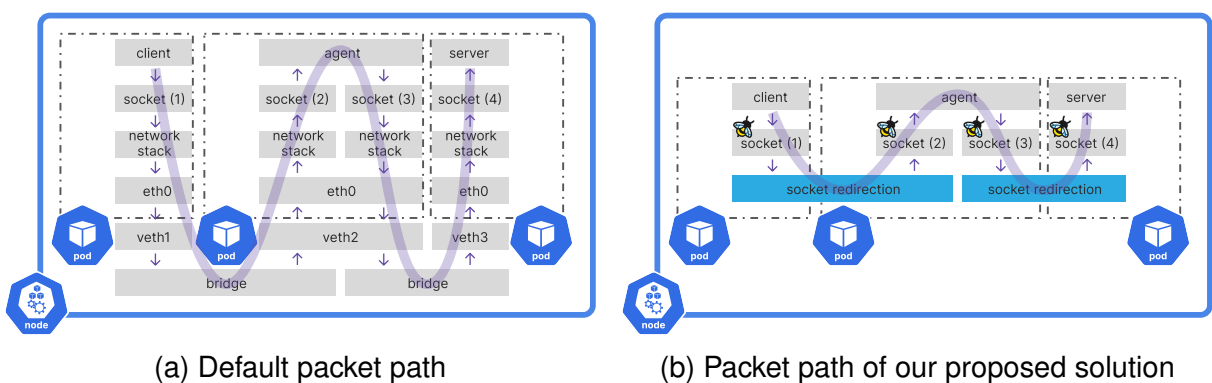 client
agent
server
socket (1)
socket (2)
socket (3)
socket (4)
network
stack
network
stack
network
stack
network
stack
eth0
eth0
eth0
veth1
veth2
veth3
pod
pod
pod
bridge
bridge
node
(a) Default packet path
client
agent
server
socket (1)
socket (2)
socket (3)
socket (4)
socket redirection
socket redirection
pod
pod
pod
node
(b) Packet path of our proposed solution